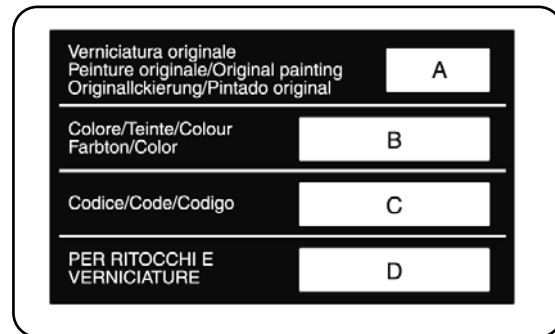 Verniciatura originale
Peinture originale/Original painting
Originallckierung/Pintado original
A
Colore/Teinte/Colour
Farbton/Color
B
Codice/Code/Codigo
C
PER RITOCCHI E
VERNICIATURE
D